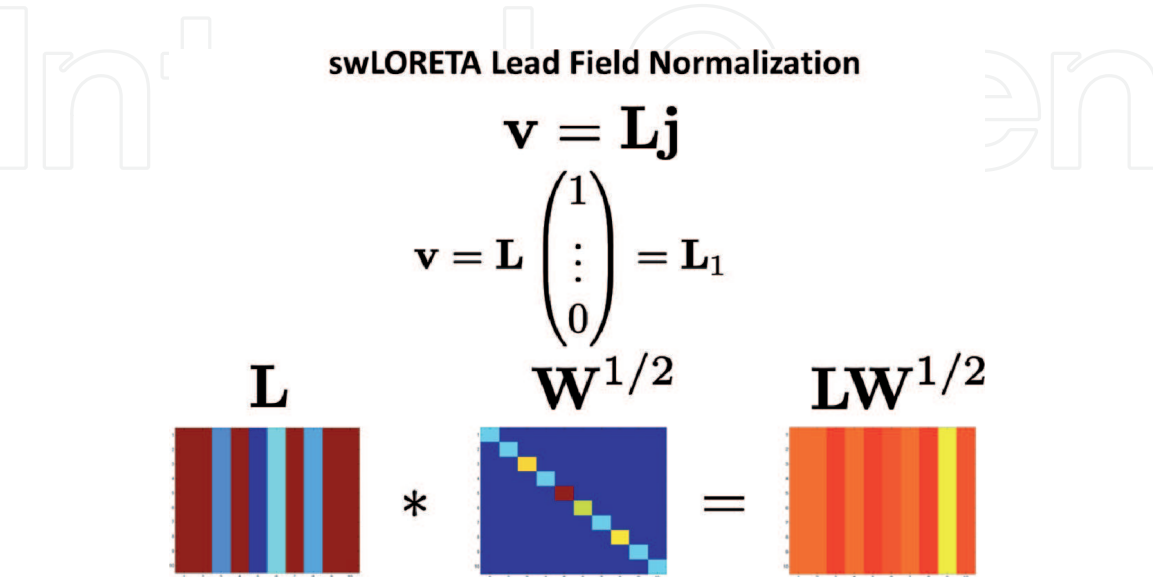 swLORETA Lead Field Normalization
v = Lj
v = L (1 ⋮ 0) = L₁
L W^{1/2} LW^{1/2}
* =